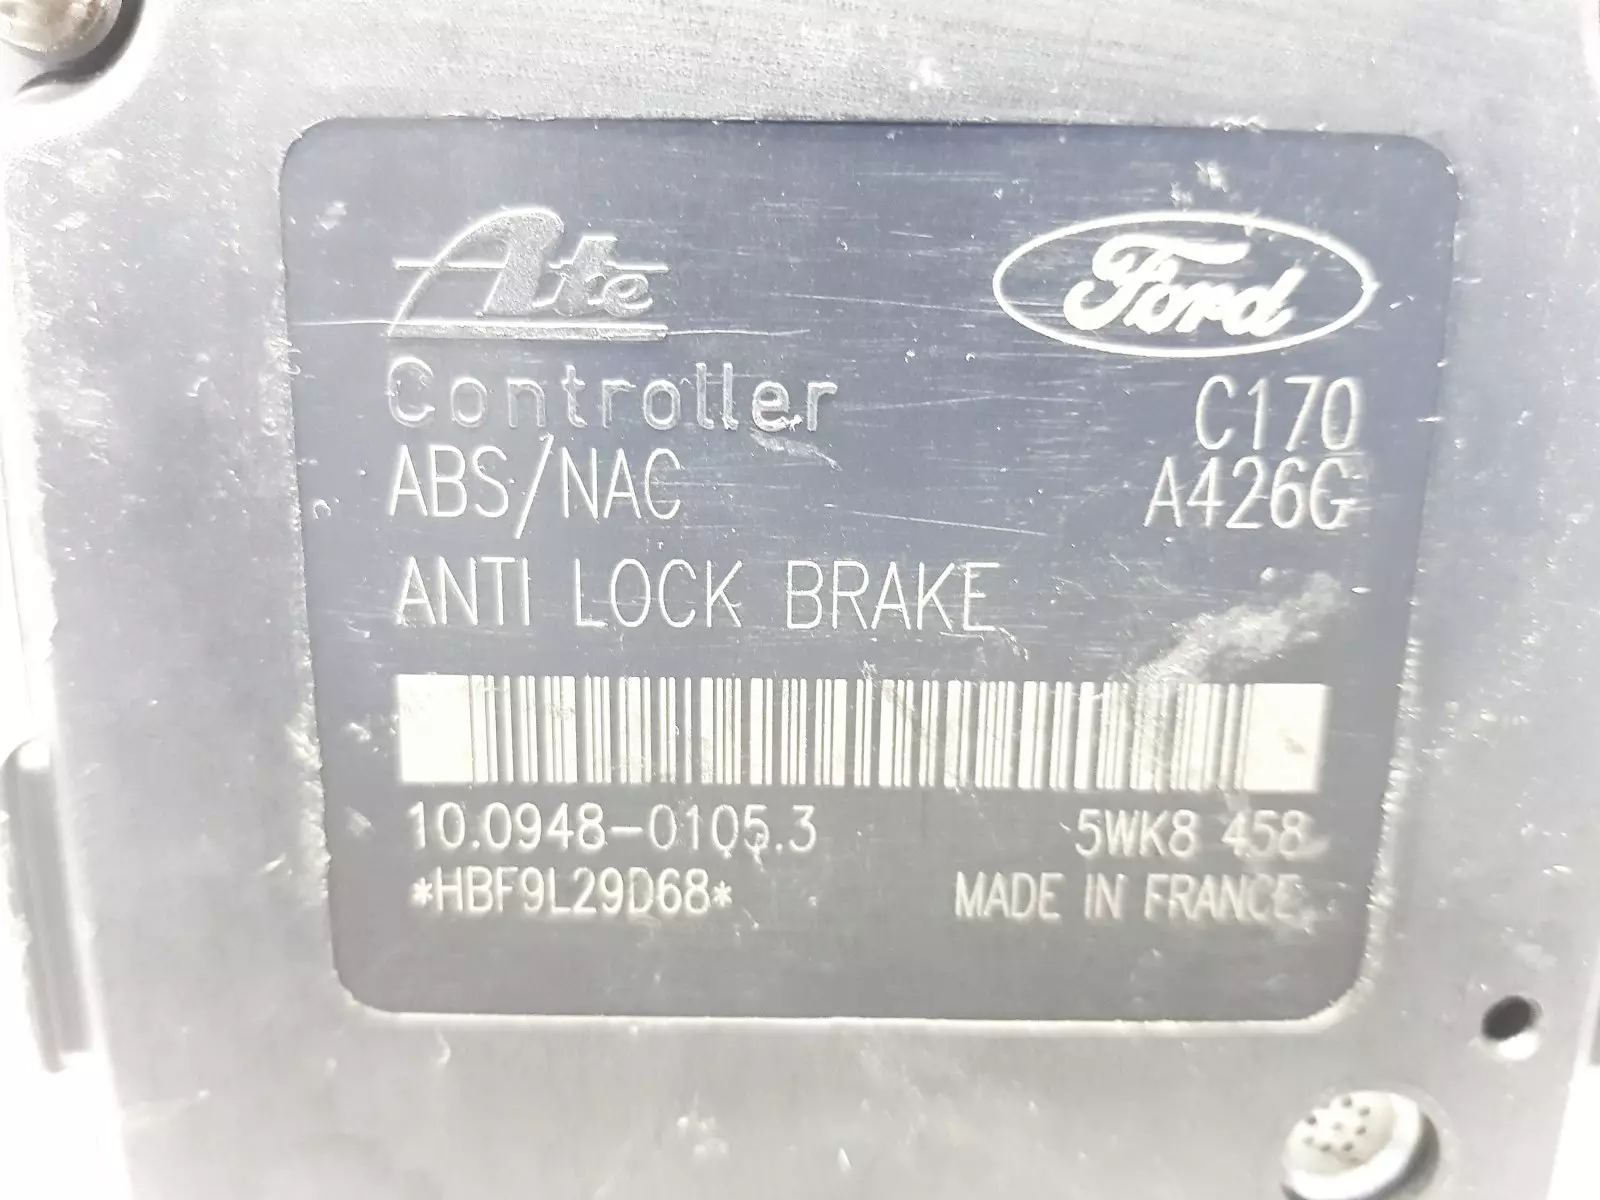 Ate
Ford
Controller
C170
ABS/NAC
A426G
ANTI LOCK BRAKE
10.0948-0105.3
5WK8 458
*HBF9L29D68*
MADE IN FRANCE